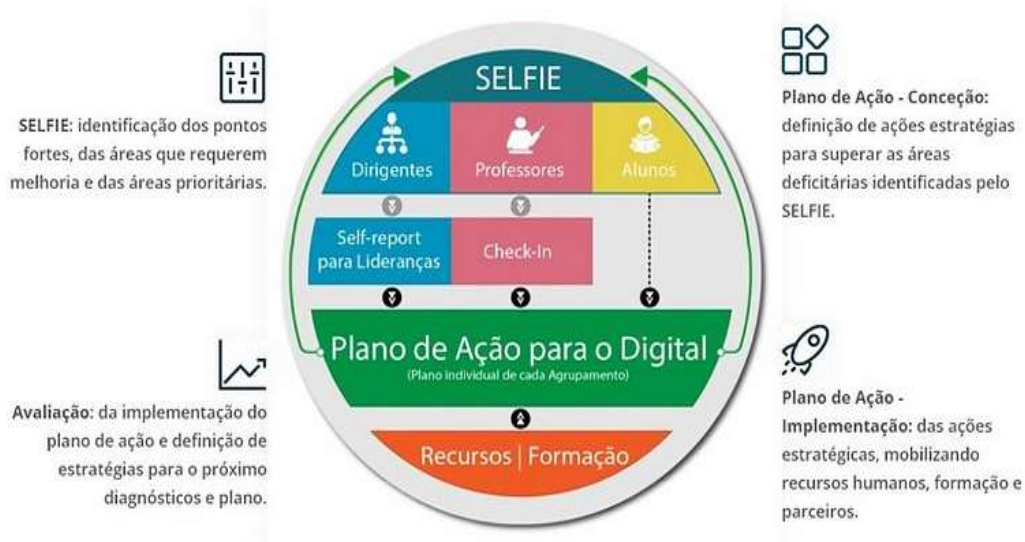 SELFIE: identificação dos pontos
fortes, das áreas que requerem
melhoria e das áreas prioritárias.
Avaliação: da implementação do
plano de ação e definição de
estratégias para o próximo
diagnósticos e plano.
SELFIE
Dirigentes
Professores
Alunos
Self-report
para Lideranças
Check-In
Plano de Ação para o Digital
(Plano individual de cada Agrupamento)
Recursos | Formação
Plano de Ação - Conceção:
definição de ações estratégias
para superar as áreas
deficitárias identificadas pelo
SELFIE.
Plano de Ação -
Implementação: das ações
estratégicas, mobilizando
recursos humanos, formação e
parceiros.